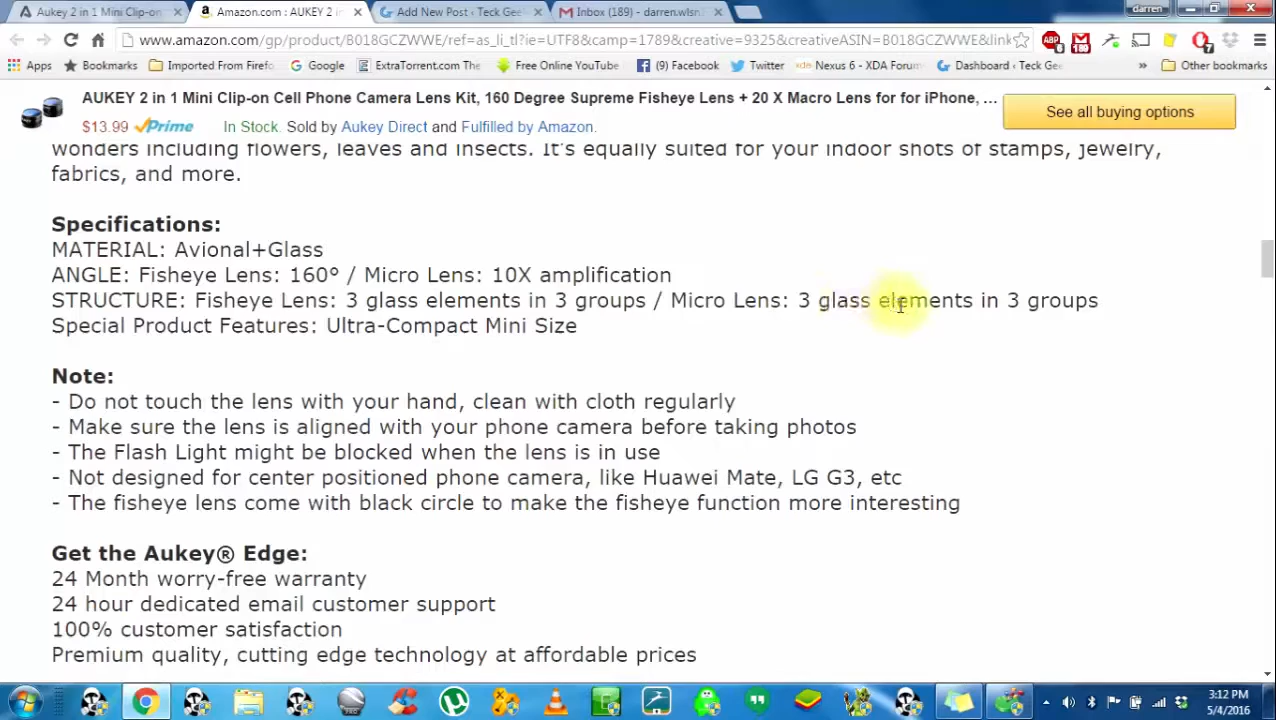 Aukey 2 in 1 Mini Clip-on
Amazon.com : AUKEY 2 in
Add New Post ‹ Teck Gee
Inbox (189) - darren.wlsn
darren
www.amazon.com/gp/product/B018GCZWWE/ref=as_li_tl?ie=UTF8&camp=1789&creative=9325&creativeASIN=B018GCZWWE&link
Apps
Bookmarks
Imported From Firefo
Google
ExtraTorrent.com The
Free Online YouTube
(9) Facebook
Twitter
Nexus 6 - XDA Forum
Dashboard ‹ Teck Gee
»
Other bookmarks
AUKEY 2 in 1 Mini Clip-on Cell Phone Camera Lens Kit, 160 Degree Supreme Fisheye Lens + 20 X Macro Lens for for iPhone, ...
$13.99 Prime In Stock. Sold by Aukey Direct and Fulfilled by Amazon.
See all buying options
wonders including flowers, leaves and insects. It's equally suited for your indoor shots of stamps, jewelry,
fabrics, and more.
Specifications:
MATERIAL: Avional+Glass
ANGLE: Fisheye Lens: 160° / Micro Lens: 10X amplification
STRUCTURE: Fisheye Lens: 3 glass elements in 3 groups / Micro Lens: 3 glass elements in 3 groups
Special Product Features: Ultra-Compact Mini Size
Note:
- Do not touch the lens with your hand, clean with cloth regularly
- Make sure the lens is aligned with your phone camera before taking photos
- The Flash Light might be blocked when the lens is in use
- Not designed for center positioned phone camera, like Huawei Mate, LG G3, etc
- The fisheye lens come with black circle to make the fisheye function more interesting
Get the Aukey® Edge:
24 Month worry-free warranty
24 hour dedicated email customer support
100% customer satisfaction
Premium quality, cutting edge technology at affordable prices
3:12 PM
5/4/2016